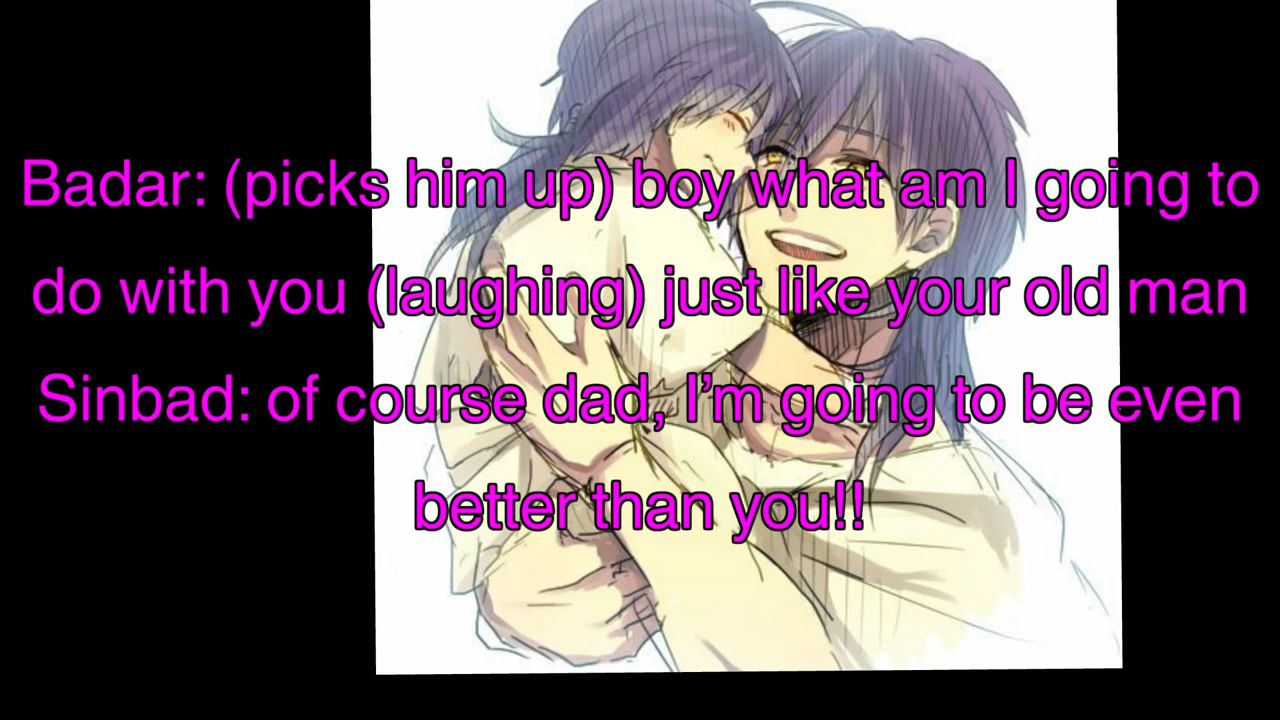 Badar: (picks him up) boy what am I going to
do with you (laughing) just like your old man
Sinbad: of course dad, I’m going to be even
better than you!!